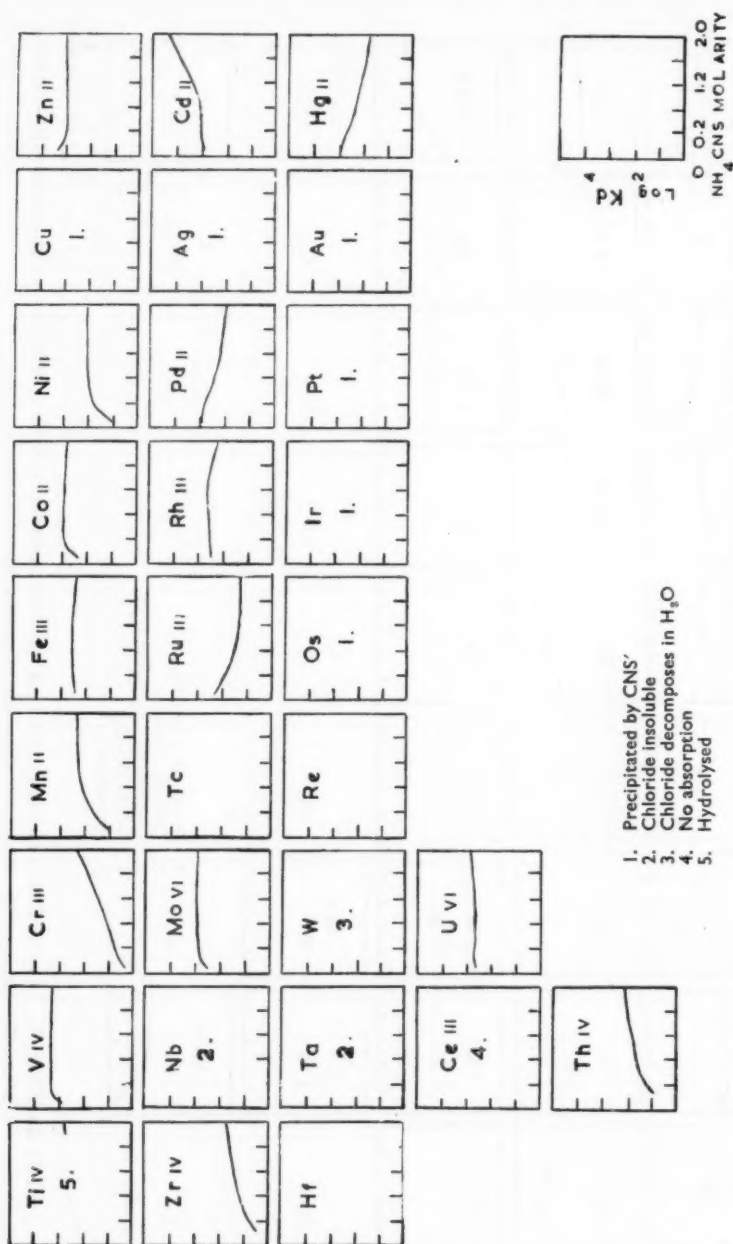 Ti IV V IV Cr III Mn II Fe III Co II Ni II Cu Zn II
5. 1.
Zr IV Nb Mo VI Tc Ru III Rh III Pd II Ag Cd II
2. 1.
Hf Ta W Re Os Ir Pt Au Hg II
2. 3. 1. 1. 1. 1.
Ce III U VI
4.
Th IV
1. Precipitated by CNS′
2. Chloride insoluble
3. Chloride decomposes in H₂O
4. No absorption
5. Hydrolysed
4
Log Kd
2
0 0.2 1.2 2.0
NH₄ CNS MOLARITY